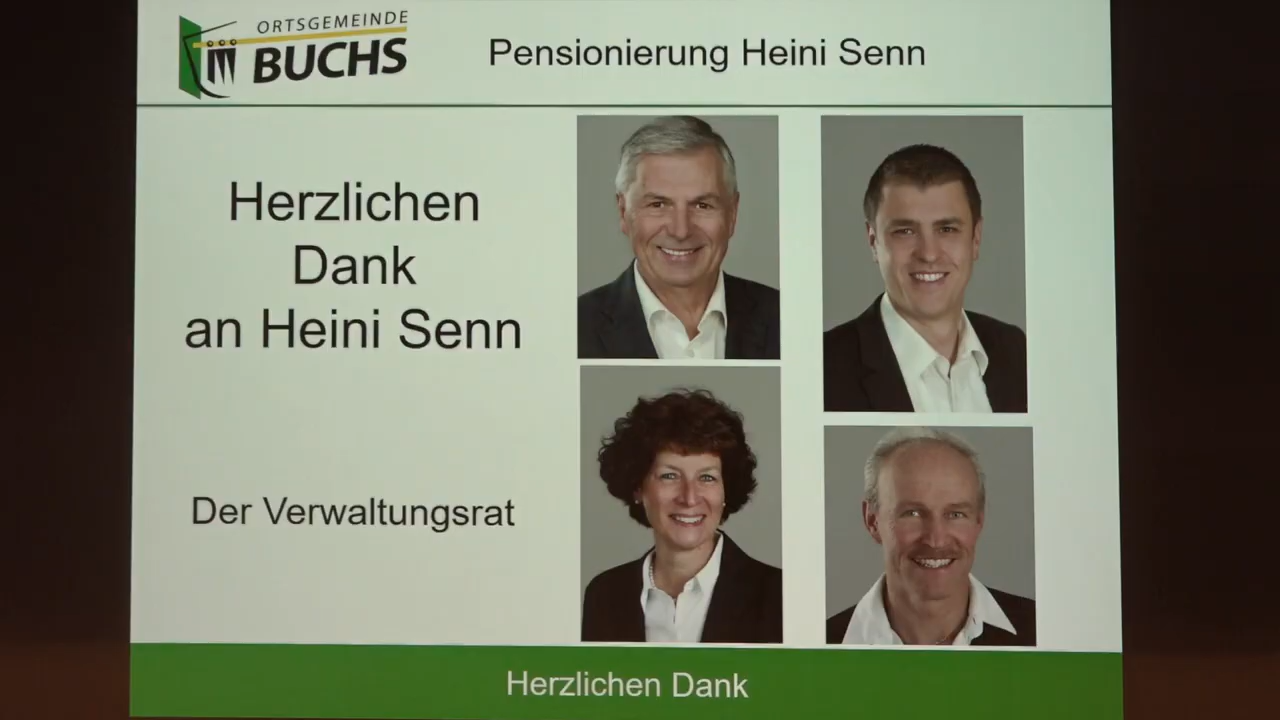 ORTSGEMEINDE
BUCHS
Pensionierung Heini Senn
Herzlichen
Dank
an Heini Senn
Der Verwaltungsrat
Herzlichen Dank